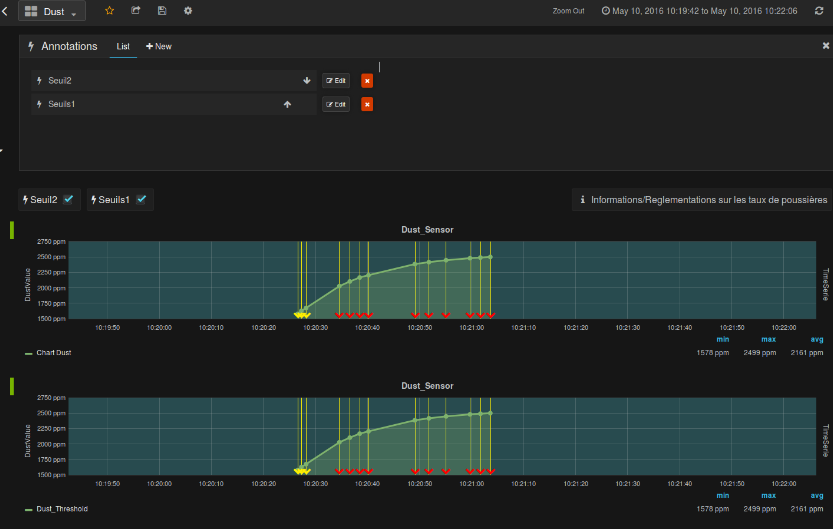 Dust
Zoom Out
May 10, 2016 10:19:42 to May 10, 2016 10:22:06
Annotations
List
New
Seuil2
Edit
Seuils1
Edit
Seuil2
Seuils1
Informations/Reglementations sur les taux de poussières
Dust_Sensor
2750 ppm
2500 ppm
2250 ppm
2000 ppm
1750 ppm
1500 ppm
DustValue
TimeSerie
10:19:50 10:20:00 10:20:10 10:20:20 10:20:30 10:20:40 10:20:50 10:21:00 10:21:10 10:21:20 10:21:30 10:21:40 10:21:50 10:22:00
min max avg
Chart Dust 1578 ppm 2499 ppm 2161 ppm
Dust_Sensor
2750 ppm
2500 ppm
2250 ppm
2000 ppm
1750 ppm
1500 ppm
DustValue
TimeSerie
10:19:50 10:20:00 10:20:10 10:20:20 10:20:30 10:20:40 10:20:50 10:21:00 10:21:10 10:21:20 10:21:30 10:21:40 10:21:50 10:22:00
min max avg
Dust_Threshold 1578 ppm 2499 ppm 2161 ppm